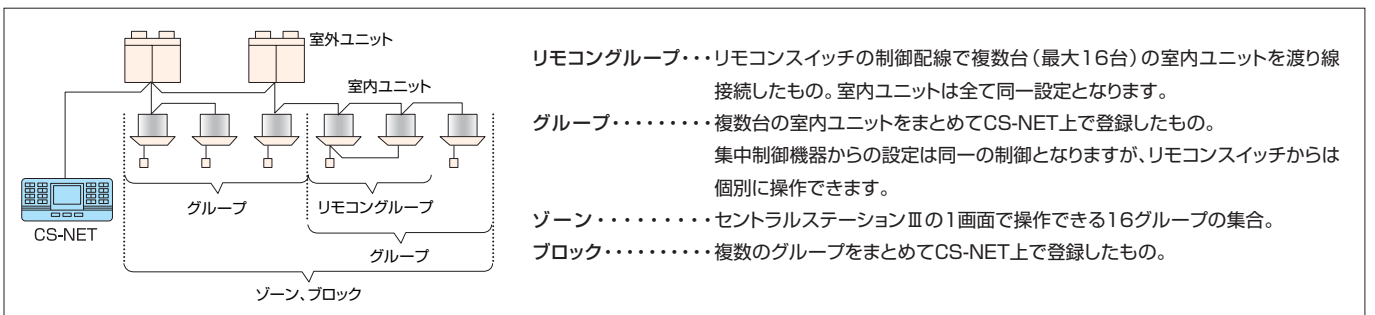 室外ユニット
室内ユニット
グループ
リモコングループ
CS-NET
グループ
ゾーン、ブロック
リモコングループ・・・リモコンスイッチの制御配線で複数台(最大16台)の室内ユニットを渡り線
接続したもの。室内ユニットは全て同一設定となります。
グループ・・・・・・・・・複数台の室内ユニットをまとめてCS-NET上で登録したもの。
集中制御機器からの設定は同一の制御となりますが、リモコンスイッチからは
個別に操作できます。
ゾーン・・・・・・・・・・セントラルステーションⅢの1画面で操作できる16グループの集合。
ブロック・・・・・・・・・・複数のグループをまとめてCS-NET上で登録したもの。